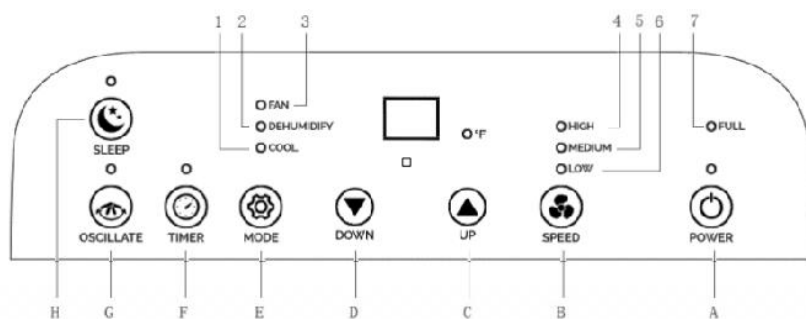 1 2 3 4 5 6 7
FAN
DEHUMIDIFY
COOL
°F
HIGH
MEDIUM
LOW
FULL
SLEEP
OSCILLATE TIMER MODE DOWN UP SPEED POWER
H G F E D C B A